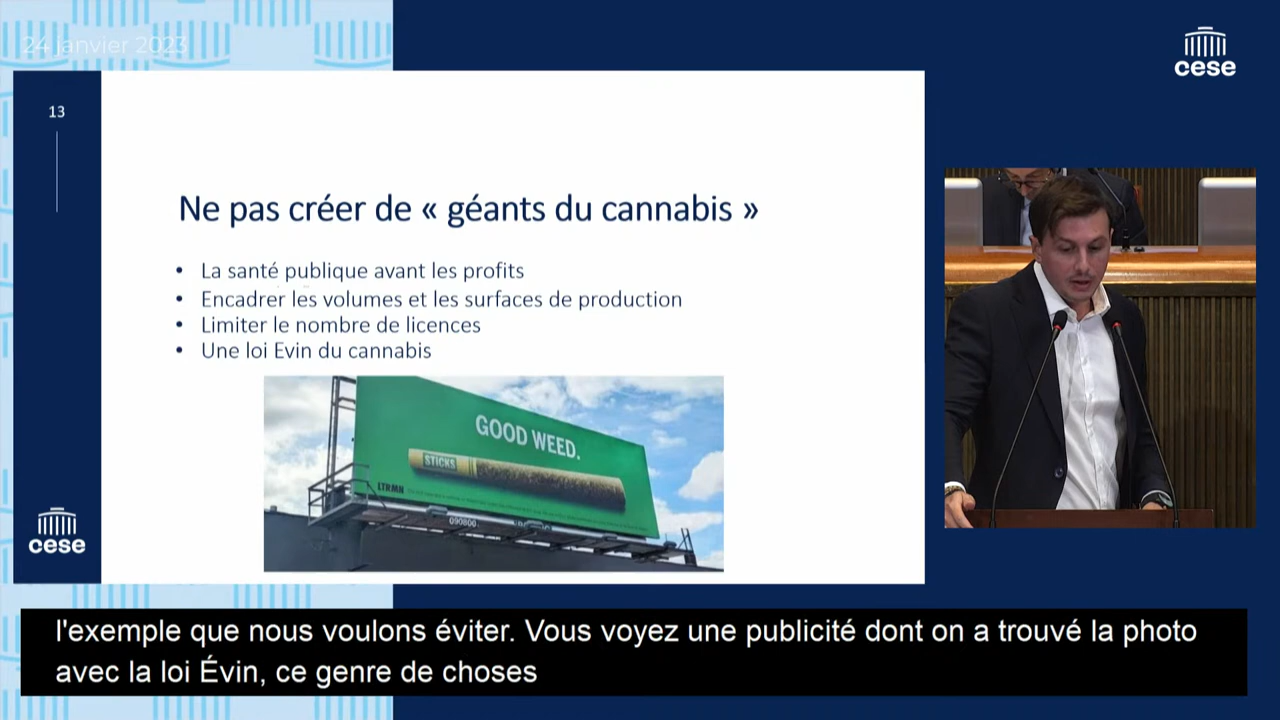 24 janvier 2023
cese
13
Ne pas créer de « géants du cannabis »
• La santé publique avant les profits
• Encadrer les volumes et les surfaces de production
• Limiter le nombre de licences
• Une loi Evin du cannabis
GOOD WEED.
STICKS
LTRMN
090800
cese
l'exemple que nous voulons éviter. Vous voyez une publicité dont on a trouvé la photo
avec la loi Évin, ce genre de choses